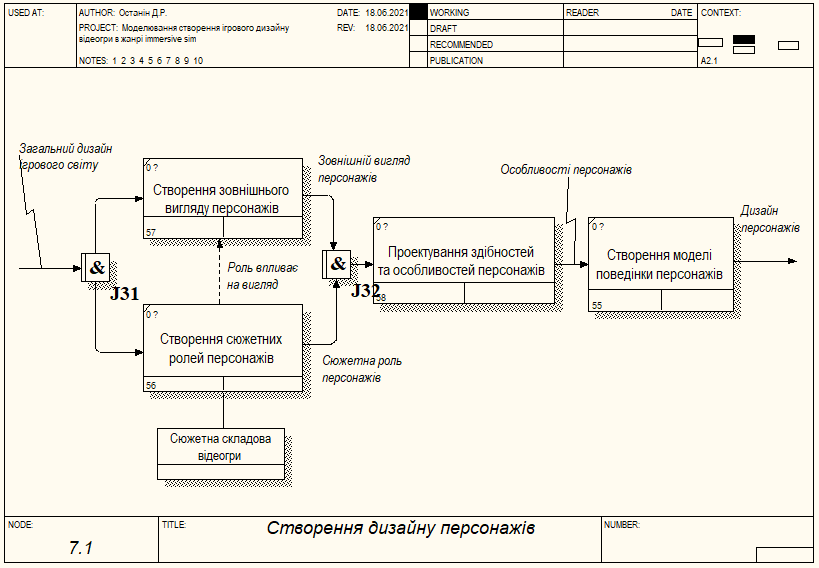 USED AT:
AUTHOR: Останін Д.Р.
DATE: 18.06.2021
PROJECT: Моделювання створення ігрового дизайну
відеогри в жанрі immersive sim
REV: 18.06.2021
NOTES: 1 2 3 4 5 6 7 8 9 10
WORKING
DRAFT
RECOMMENDED
PUBLICATION
READER
DATE
CONTEXT:
A2.1
Загальний дизайн
ігрового світу
0 ?
Створення зовнішнього
вигляду персонажів
57
Зовнішній вигляд
персонажів
&
J31
Роль впливає
на вигляд
&
J32
0 ?
Проектування здібностей
та особливостей персонажів
58
Особливості персонажів
0 ?
Створення моделі
поведінки персонажів
55
Дизайн
персонажів
0 ?
Створення сюжетних
ролей персонажів
56
Сюжетна роль
персонажів
Сюжетна складова
відеогри
NODE:
7.1
TITLE:
Створення дизайну персонажів
NUMBER: